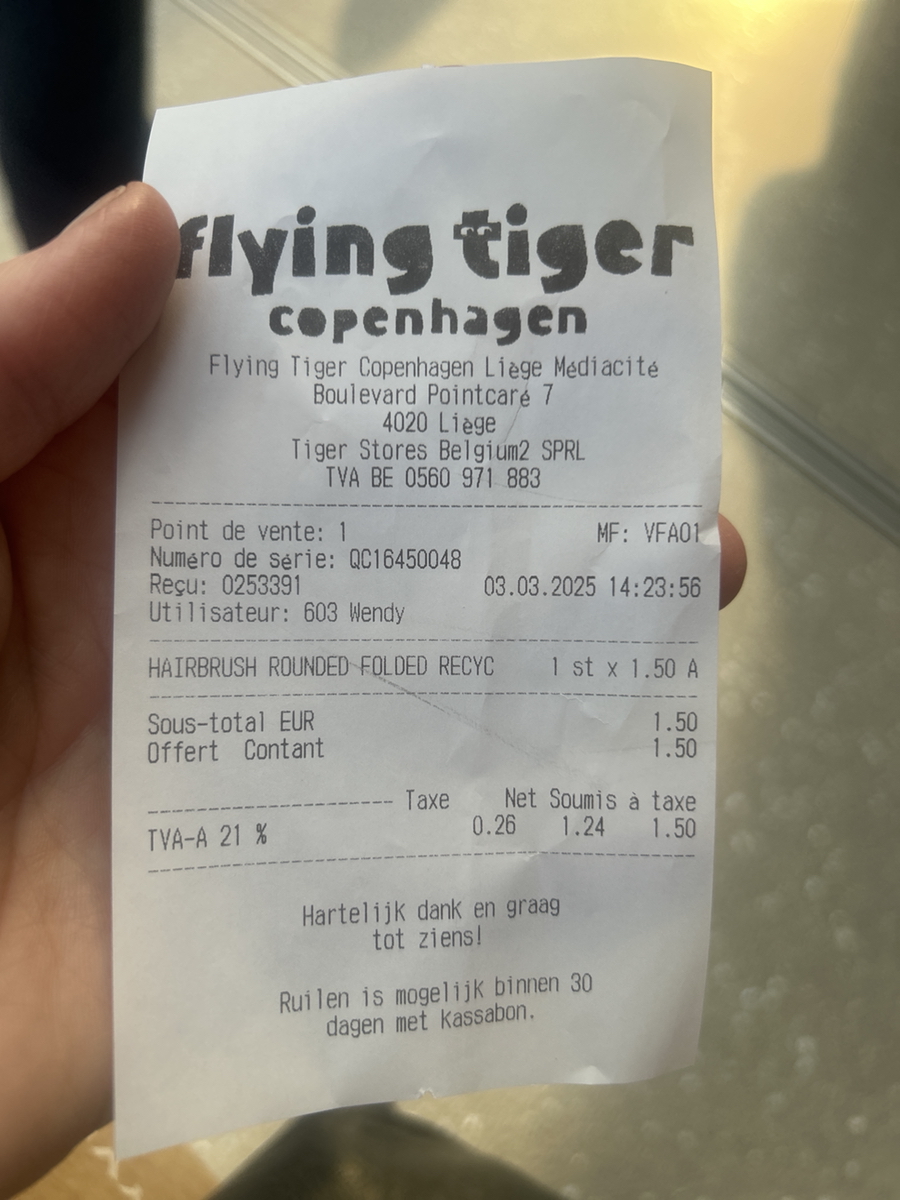 flying tiger
copenhagen
Flying Tiger Copenhagen Liège Médiacité
Boulevard Pointcaré 7
4020 Liège
Tiger Stores Belgium2 SPRL
TVA BE 0560 971 883
Point de vente: 1 MF: VFA01
Numéro de série: QC16450048
Reçu: 0253391 03.03.2025 14:23:56
Utilisateur: 603 Wendy
HAIRBRUSH ROUNDED FOLDED RECYC 1 st x 1.50 A
Sous-total EUR 1.50
Offert Contant 1.50
Taxe Net Soumis à taxe
TVA-A 21 % 0.26 1.24 1.50
Hartelijk dank en graag
tot ziens!
Ruilen is mogelijk binnen 30
dagen met Kassabon.